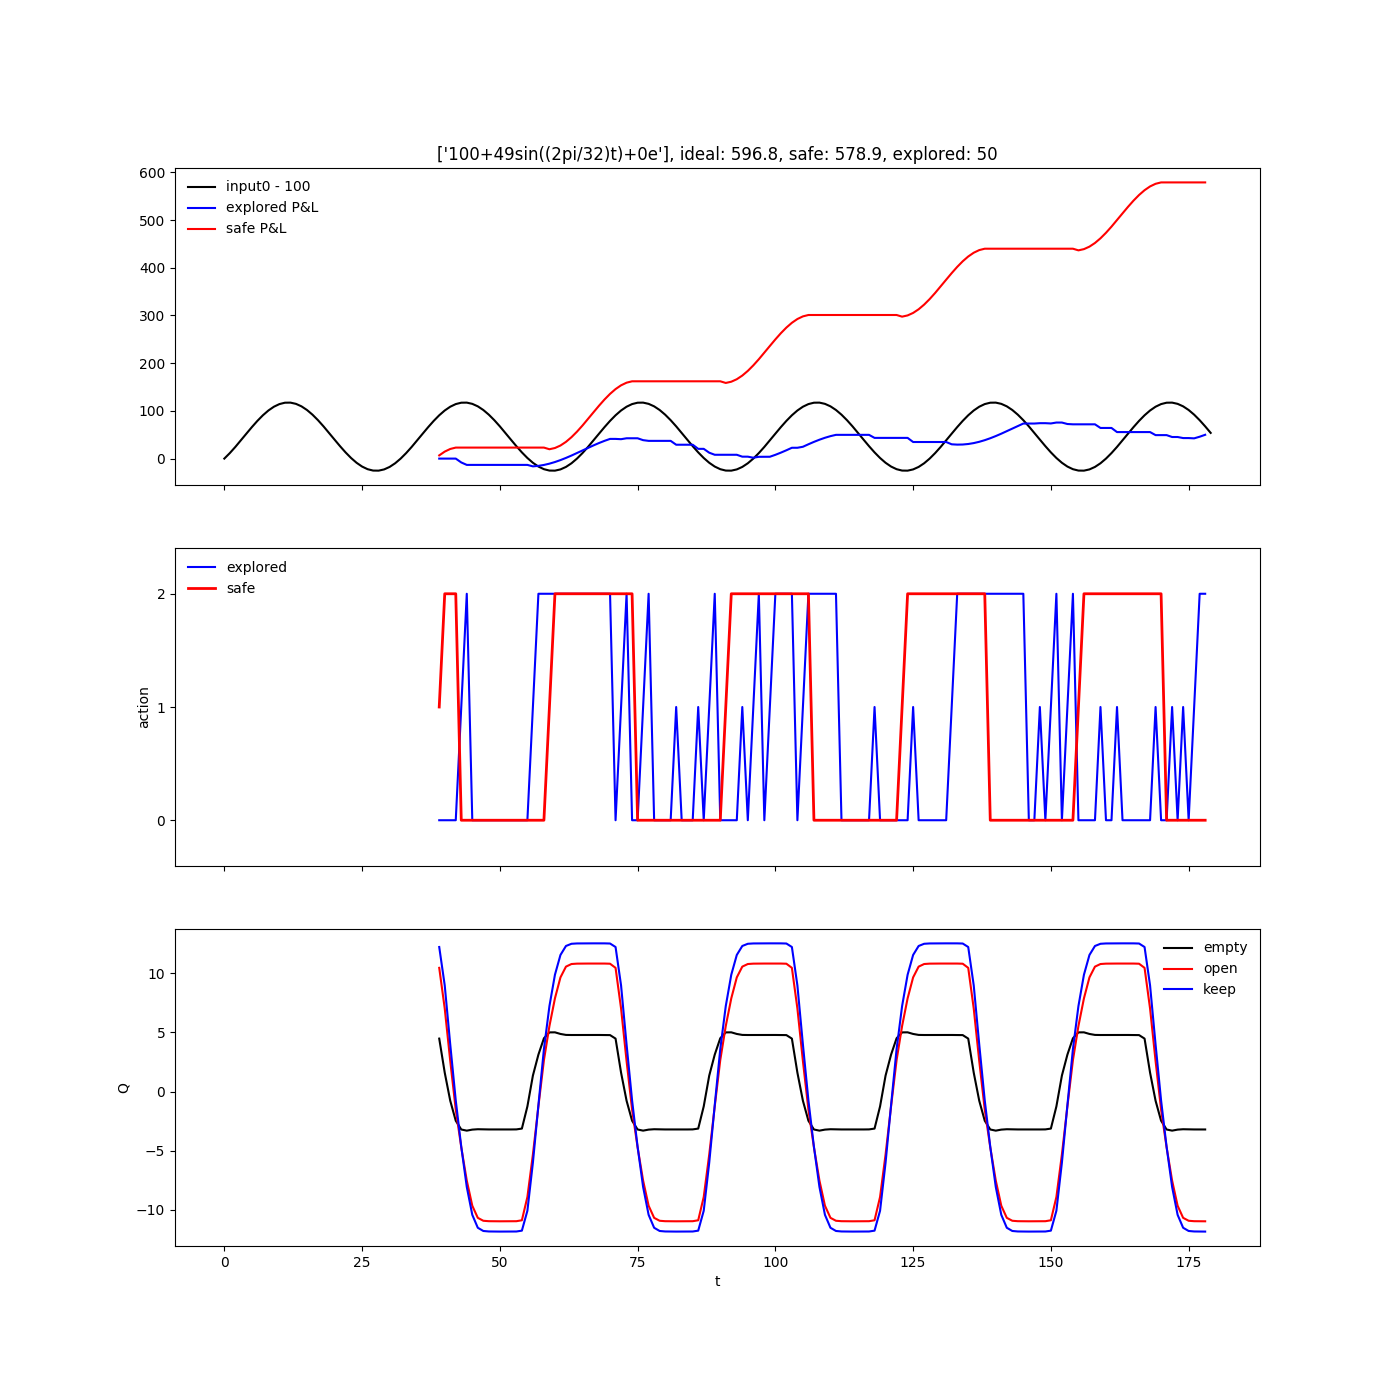 ['100+49sin((2pi/32)t)+0e'], ideal: 596.8, safe: 578.9, explored: 50
600
500
400
300
200
100
0
input0 - 100
explored P&L
safe P&L
action
2
1
0
explored
safe
Q
10
5
0
−5
−10
empty
open
keep
0 25 50 75 100 125 150 175
t